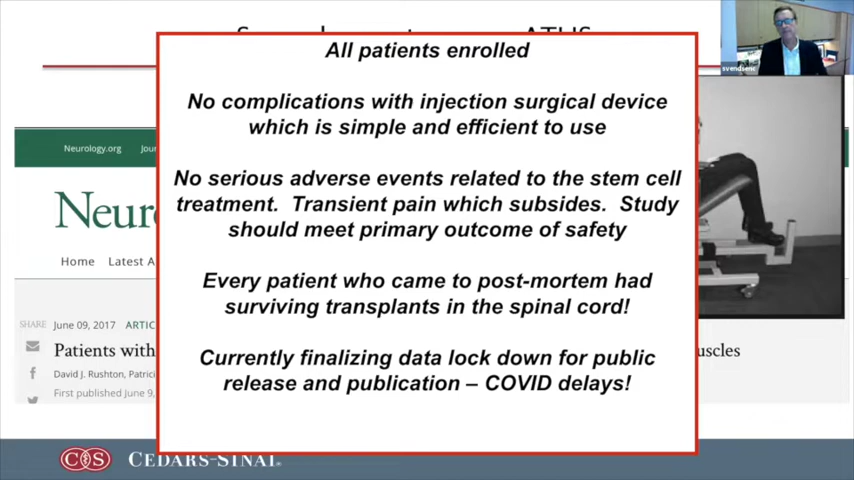 All patients enrolled
No complications with injection surgical device
which is simple and efficient to use
No serious adverse events related to the stem cell
treatment. Transient pain which subsides. Study
should meet primary outcome of safety
Every patient who came to post-mortem had
surviving transplants in the spinal cord!
Currently finalizing data lock down for public
release and publication – COVID delays!
svendsenc
Neurology.org
Neur
Home Latest A
SHARE June 09, 2017 ARTIC
Patients with
David J. Rushton, Patric
First published June 9,
CS CEDARS-SINAI